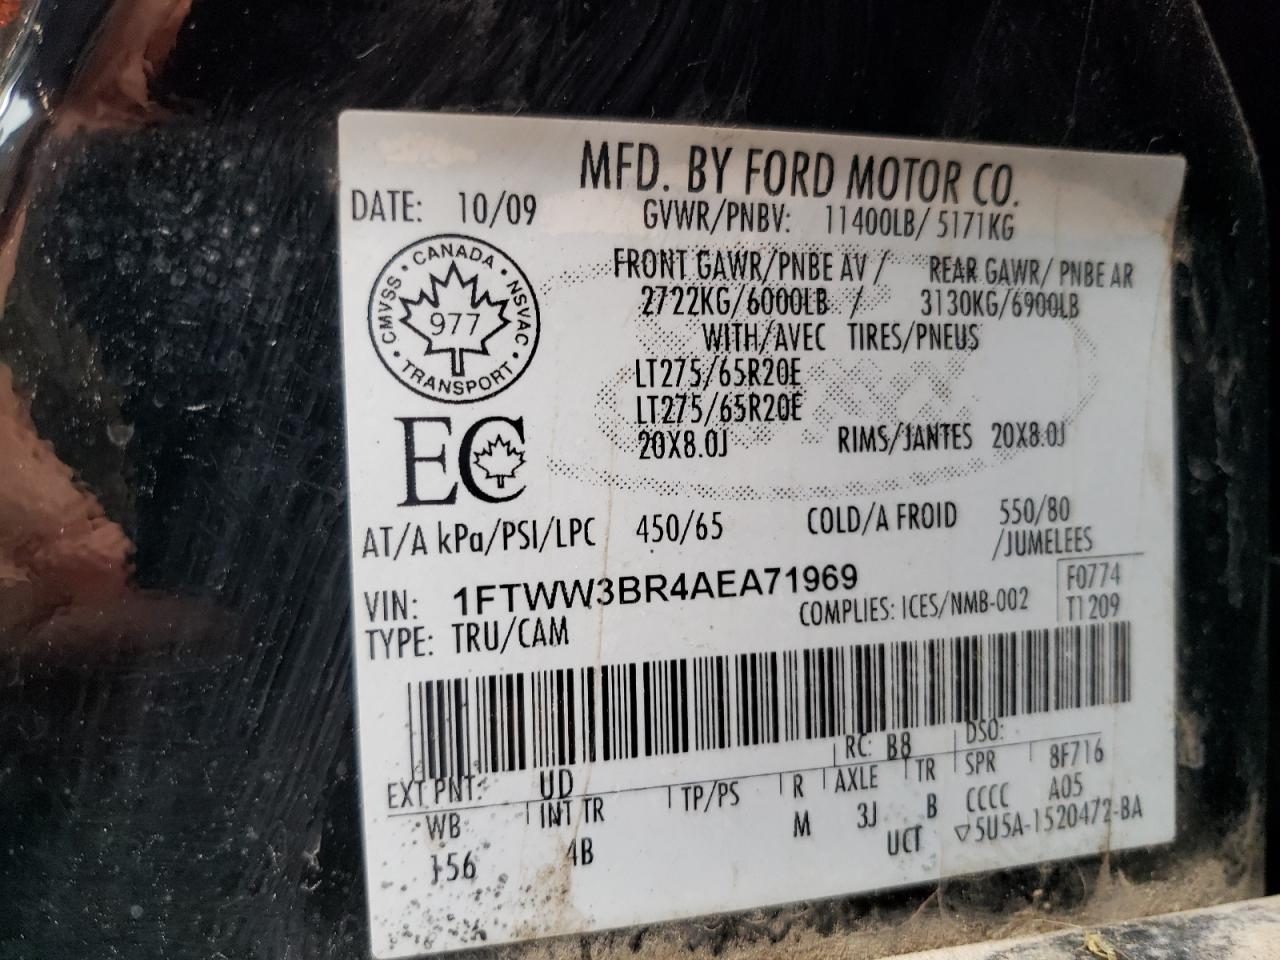 MFD. BY FORD MOTOR CO.
DATE: 10/09
GVWR/PNBV: 11400LB/ 5171KG
CMVSS • CANADA • NSVAC • TRANSPORT •
977
FRONT GAWR/PNBE AV / REAR GAWR/ PNBE AR
2722KG/6000LB / 3130KG/6900LB
WITH/AVEC TIRES/PNEUS
LT275/65R20E
LT275/65R20E
20X8.0J RIMS/JANTES 20X8.0J
EC
AT/A kPa/PSI/LPC 450/65 COLD/A FROID 550/80
/JUMELEES
VIN: 1FTWW3BR4AEA71969
F0774
TYPE: TRU/CAM
COMPLIES: ICES/NMB-002
T1209
EXT PNT: UD RC: B8 DSO:
WB INT TR TP/PS R AXLE TR SPR 8F716
156 4B M 3J B CCCC A05
UCT ▽5U5A-1520472-BA